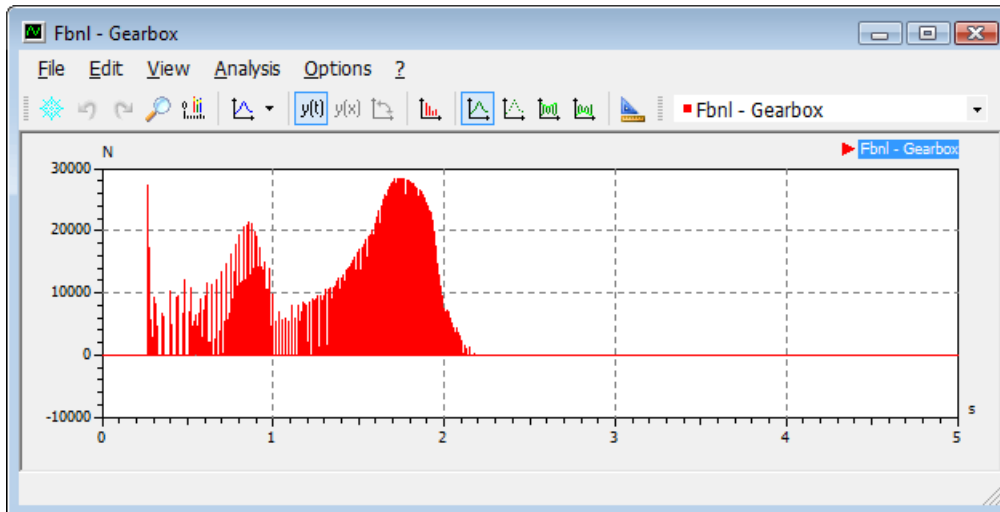 Fbnl - Gearbox
File Edit View Analysis Options ?
y(t) y(x) Fbnl - Gearbox
N Fbnl - Gearbox
30000
20000
10000
0
-10000
s
0 1 2 3 4 5